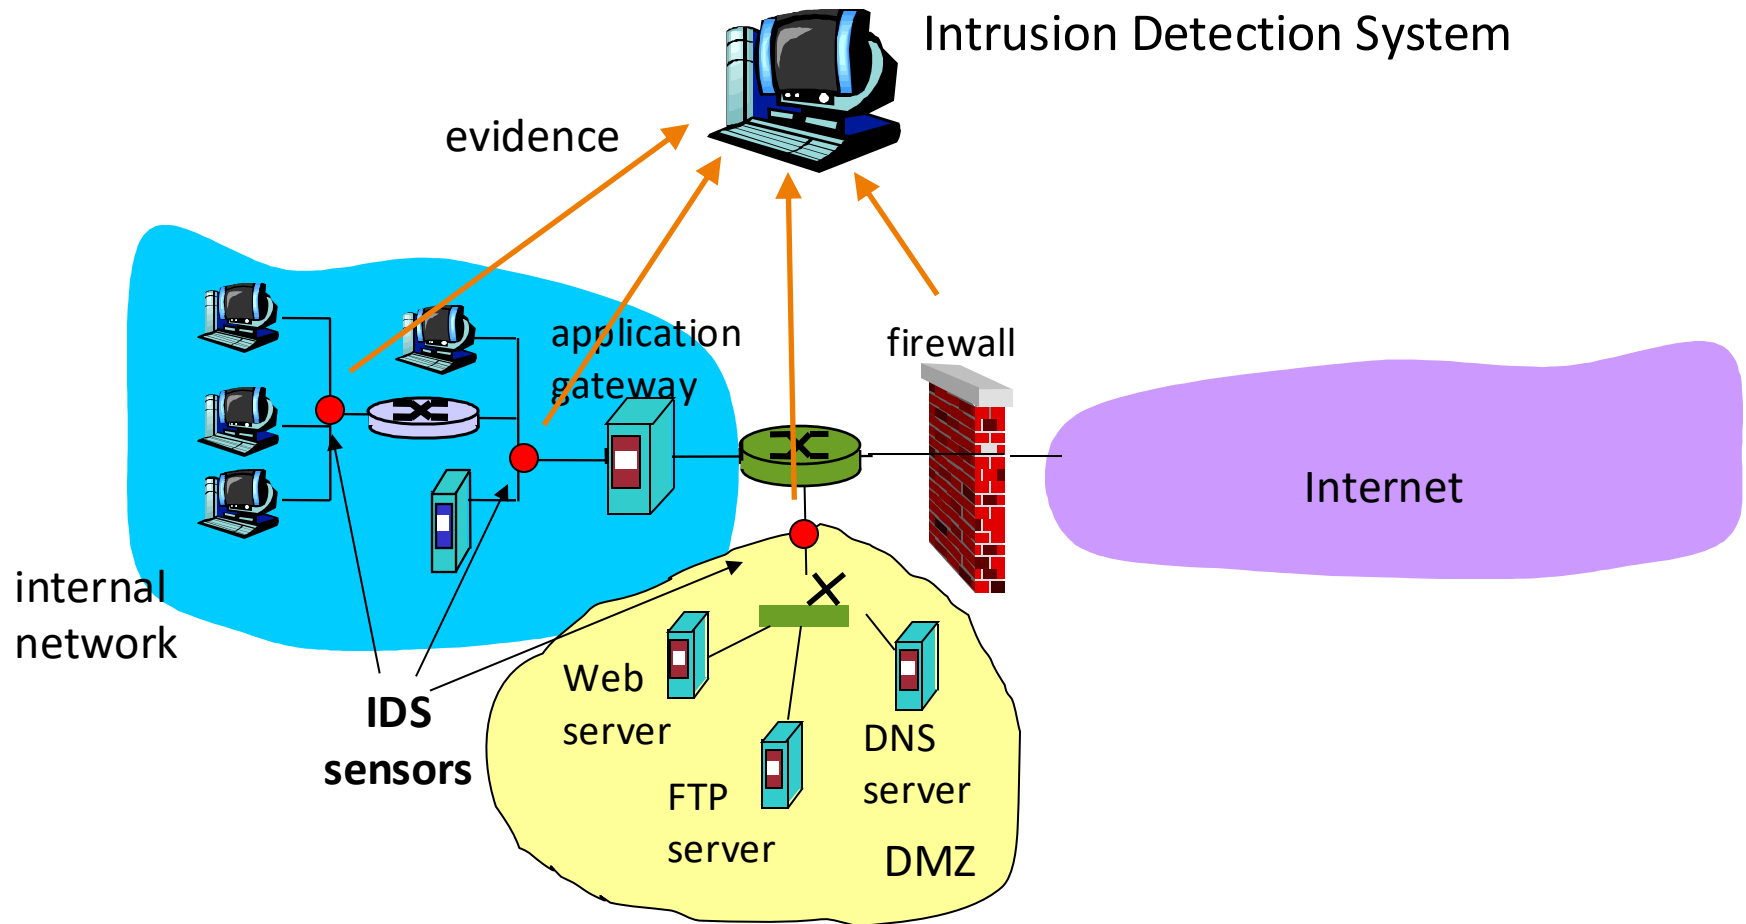 Intrusion Detection System
evidence
application
gateway
firewall
Internet
internal
network
IDS
sensors
Web
server
FTP
server
DNS
server
DMZ